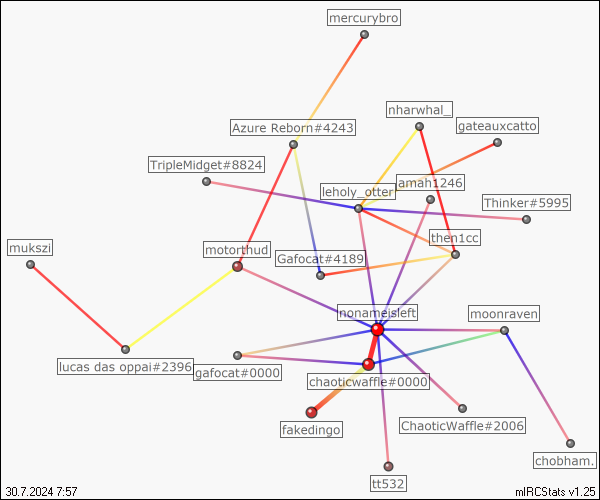 mercurybro
nharwhal_
Azure Reborn#4243
gateauxcatto
TripleMidget#8824
amah1246
leholy_otter
Thinker#5995
then1cc
mukszi
motorthud
Gafocat#4189
nonameisleft
moonraven
lucas das oppai#2396
gafocat#0000
chaoticwaffle#0000
fakedingo
ChaoticWaffle#2006
chobham.
tt532
30.7.2024 7:57
mIRCStats v1.25